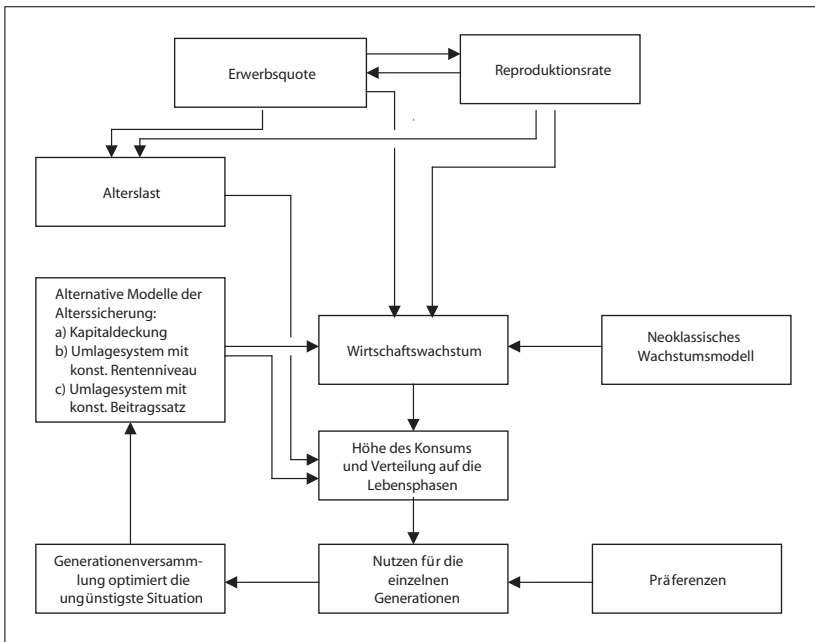 Erwerbsquote
Reproduktionsrate
Alterslast
Alternative Modelle der
Alterssicherung:
a) Kapitaldeckung
b) Umlagesystem mit
konst. Rentenniveau
c) Umlagesystem mit
konst. Beitragssatz
Wirtschaftswachstum
Neoklassisches
Wachstumsmodell
Höhe des Konsums
und Verteilung auf die
Lebensphasen
Generationenversamm-
lung optimiert die
ungünstigste Situation
Nutzen für die
einzelnen
Generationen
Präferenzen